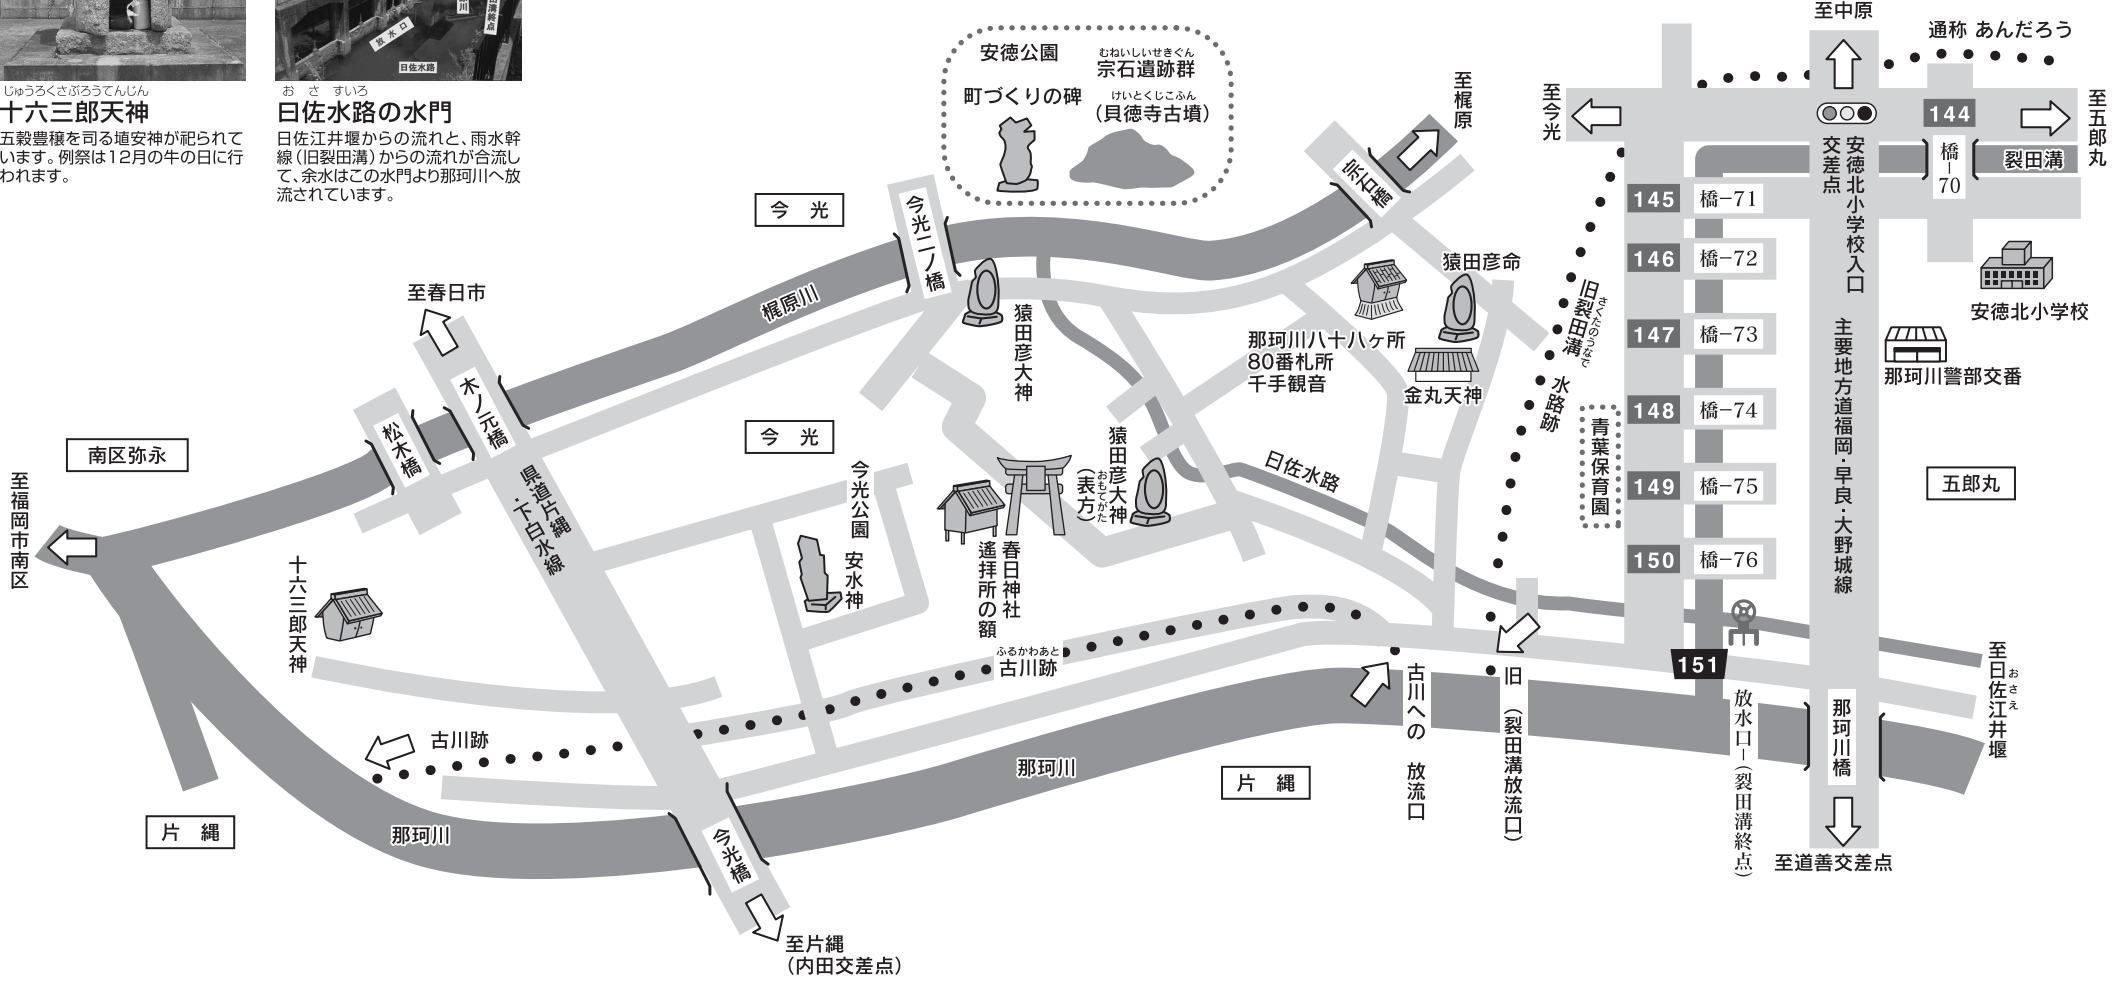 放水口
日佐水路
じゅうろくさぶろうてんじん
十六三郎天神
五穀豊穣を司る埴安神が祀られて
います。例祭は12月の牛の日に行
われます。
おさすいろ
日佐水路の水門
日佐江井堰からの流れと、雨水幹
線（旧裂田溝）からの流れが合流し
て、余水はこの水門より那珂川へ放
流されています。
安徳公園
町づくりの碑
むねいしいせきぐん
宗石遺跡群
けいとくじこふん
（貝徳寺古墳）
至梶原
宗石橋
今　光
今光二ノ橋
梶原川
至春日市
木ノ元橋
松木橋
南区弥永
至福岡市南区
県道片縄・下白水線
今　光
猿田彦大神
猿田彦大神
（表方）
おもてかた
今光公園
安水神
春日神社
遙拝所の額
十六三郎天神
那珂川八十八ヶ所
80番札所
千手観音
猿田彦命
金丸天神
日佐水路
ふるかわあと
古川跡
古川跡
那珂川
那珂川
片　縄
片　縄
今光橋
至片縄
（内田交差点）
古川への　放流口
旧　（裂田溝放流口）
放水口－（裂田溝終点）
至中原
通称 あんだろう
至今光
至五郎丸
144
橋－70
裂田溝
安徳北小学校入口
交差点
145
橋－71
146
橋－72
147
橋－73
148
橋－74
149
橋－75
150
橋－76
151
旧裂田溝　水路跡
さくたのうなで
青葉保育園
主要地方道福岡・早良・大野城線
安徳北小学校
那珂川警部交番
五郎丸
至日佐江井堰
おさえ
那珂川橋
至道善交差点